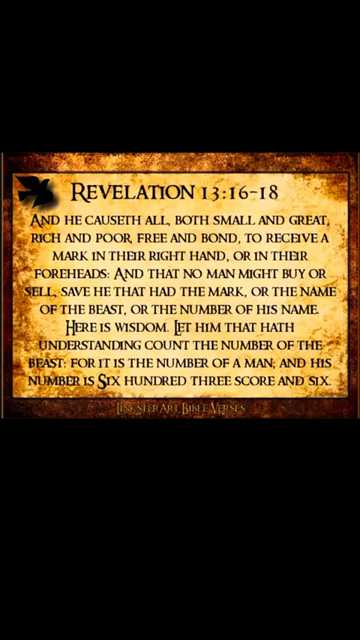 Revelation 13:16-18
And he causeth all, both small and great,
rich and poor, free and bond, to receive a
mark in their right hand, or in their
foreheads: And that no man might buy or
sell, save he that had the mark, or the name
of the beast, or the number of his name.
Here is wisdom. Let him that hath
understanding count the number of the
beast: for it is the number of a man; and his
number is Six hundred three score and six.
LinksterArt Bible Verses